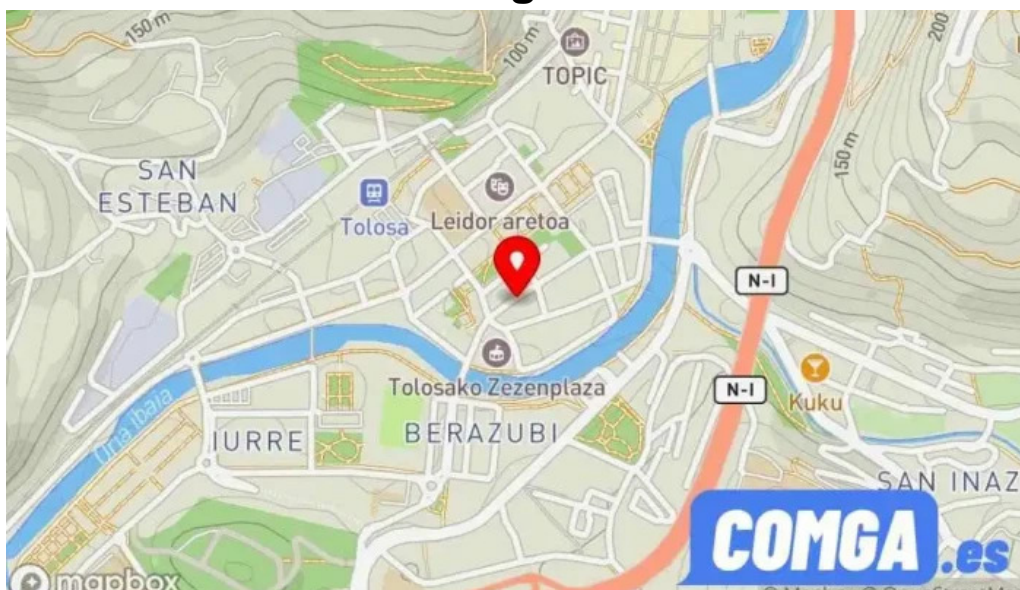 150 m
100 m
200
TOPIC
SAN
ESTEBAN
Tolosa
Leidor aretoa
150 m
N-I
N-I
Tolosako Zezenplaza
Kuku
Oria ibaia
IURRE
BERAZUBI
SAN INAZ
COMGA.es
mapbox